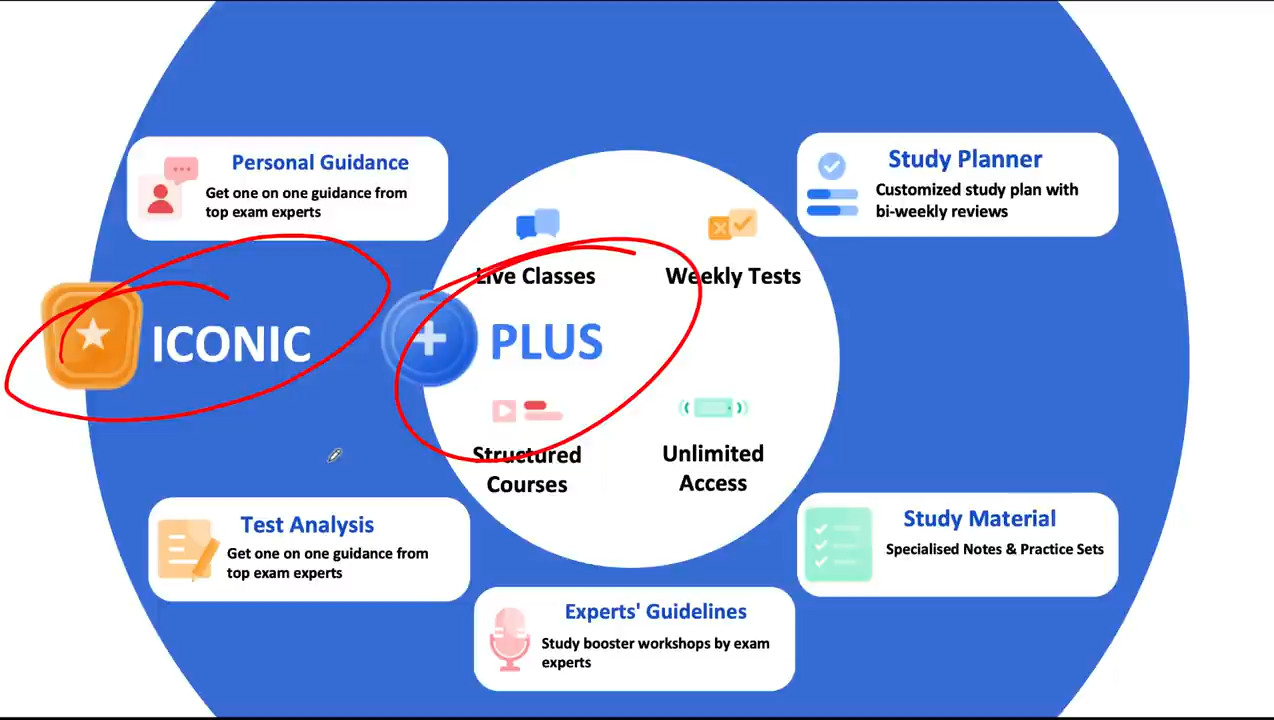 Personal Guidance
Get one on one guidance from
top exam experts
Study Planner
Customized study plan with
bi-weekly reviews
Live Classes
Weekly Tests
ICONIC
PLUS
Structured
Courses
Unlimited
Access
Test Analysis
Get one on one guidance from
top exam experts
Study Material
Specialised Notes & Practice Sets
Experts' Guidelines
Study booster workshops by exam
experts